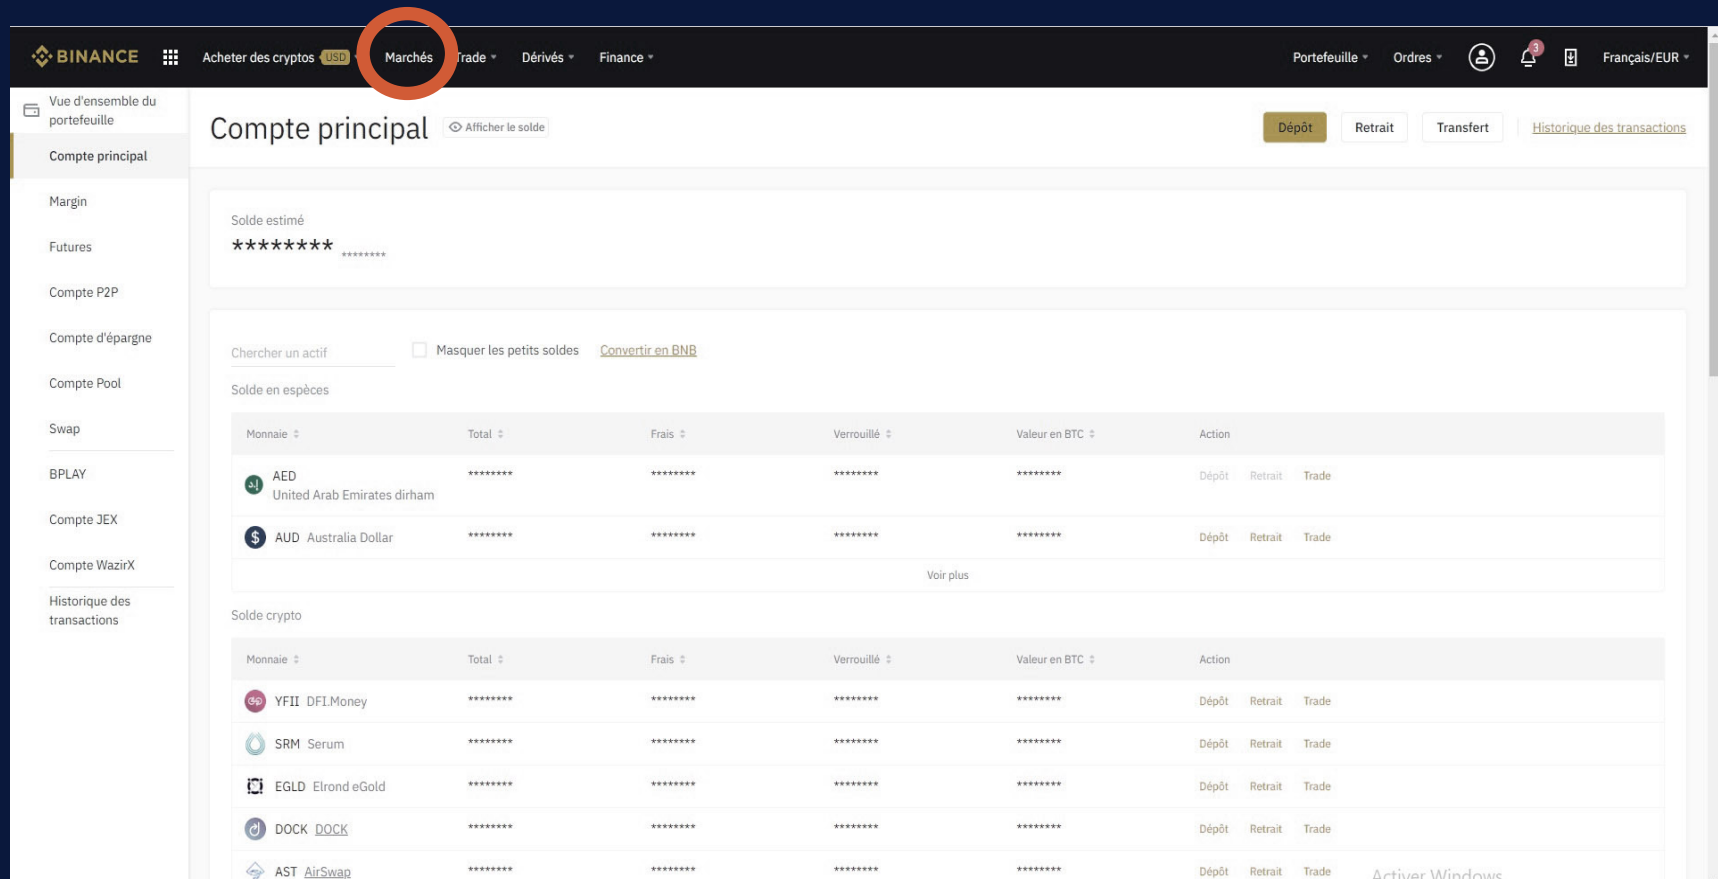 BINANCE Acheter des cryptos USD Marchés Trade Dérivés Finance Portefeuille Ordres 3 Français/EUR
Vue d'ensemble du
portefeuille
Compte principal
Margin
Futures
Compte P2P
Compte d'épargne
Compte Pool
Swap
BPLAY
Compte JEX
Compte WazirX
Historique des
transactions
Compte principal Afficher le solde Dépôt Retrait Transfert Historique des transactions
Solde estimé
******** ********
Chercher un actif Masquer les petits soldes Convertir en BNB
Solde en espèces
Monnaie Total Frais Verrouillé Valeur en BTC Action
AED ******** ******** ******** ******** Dépôt Retrait Trade
United Arab Emirates dirham
$ AUD Australia Dollar ******** ******** ******** ******** Dépôt Retrait Trade
Voir plus
Solde crypto
Monnaie Total Frais Verrouillé Valeur en BTC Action
YFII DFI.Money ******** ******** ******** ******** Dépôt Retrait Trade
SRM Serum ******** ******** ******** ******** Dépôt Retrait Trade
EGLD Elrond eGold ******** ******** ******** ******** Dépôt Retrait Trade
DOCK DOCK ******** ******** ******** ******** Dépôt Retrait Trade
AST AirSwap ******** ******** ******** ******** Dépôt Retrait Trade
Activer Windows